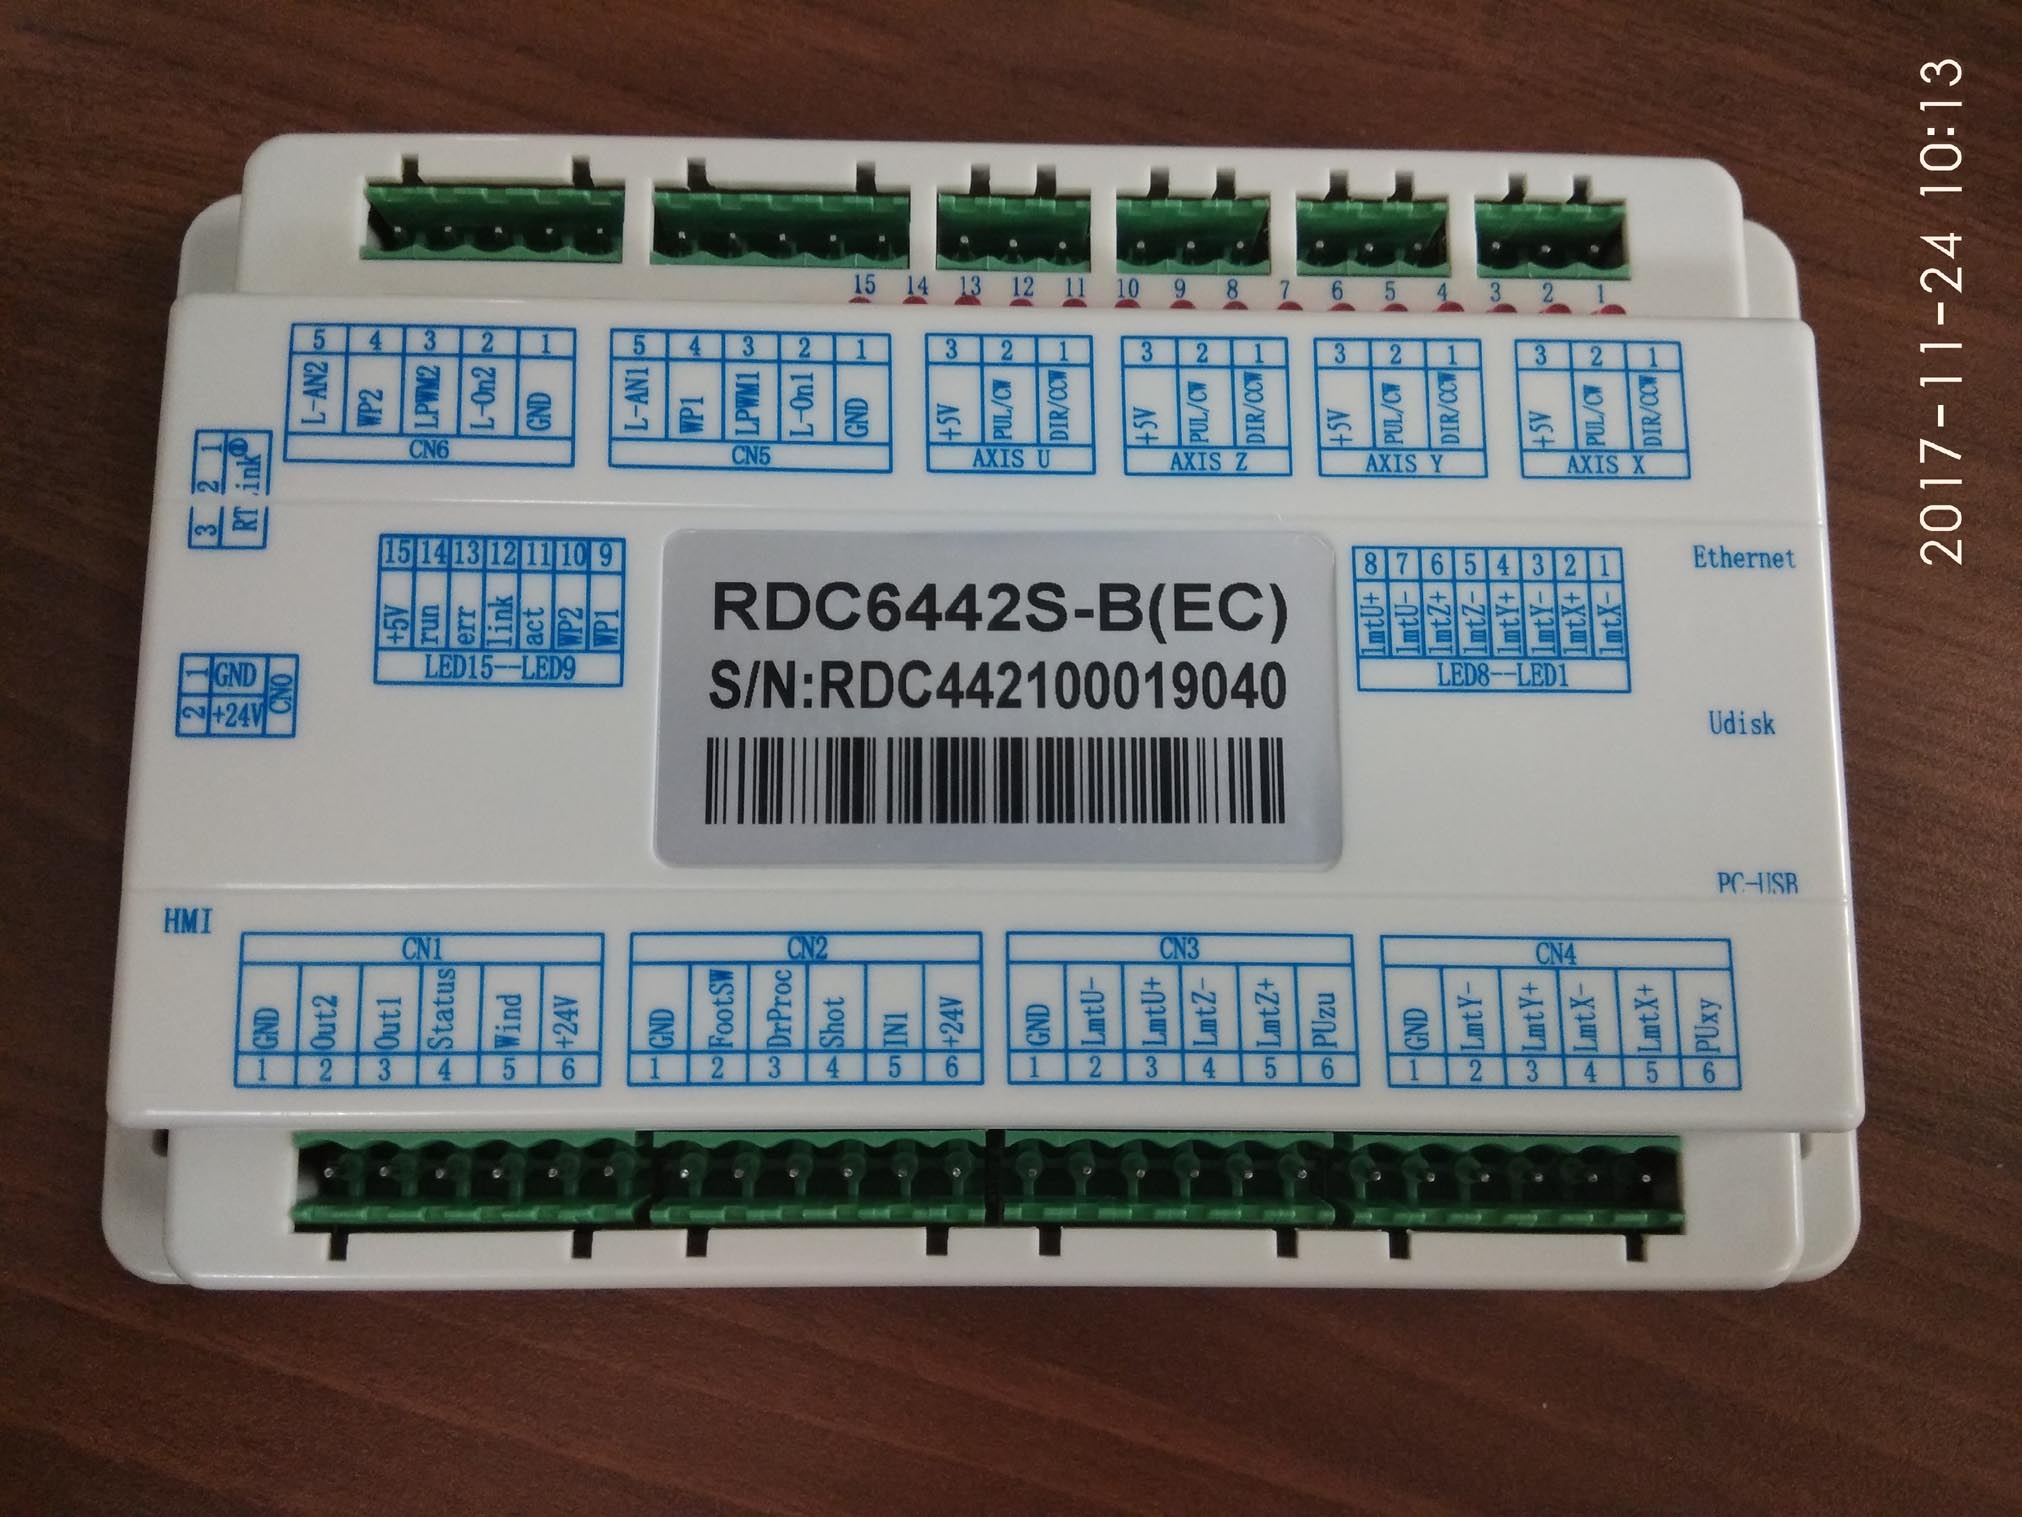 2017-11-24 10:13
15 14 13 12 11 10 9 8 7 6 5 4 3 2 1
5 4 3 2 1
L-AN2 WP2 LPWM2 L-On2 GND
CN6
5 4 3 2 1
L-AN1 WP1 LPWM1 L-On1 GND
CN5
3 2 1
+5V PUL/CW DIR/CCW
AXIS U
3 2 1
+5V PUL/CW DIR/CCW
AXIS Z
3 2 1
+5V PUL/CW DIR/CCW
AXIS Y
3 2 1
+5V PUL/CW DIR/CCW
AXIS X
3 2 1
15 14 13 12 11 10 9
+5V run err link act WP2 WP1
LED15--LED9
RDC6442S-B(EC)
S/N:RDC442100019040
8 7 6 5 4 3 2 1
lmtU+ lmtU- lmtZ+ lmtZ- lmtY+ lmtY- lmtX+ lmtX-
LED8--LED1
Ethernet
Udisk
PC-USB
1 GND
2 +24V
CN0
HMI
CN1
GND Out2 Out1 Status Wind +24V
1 2 3 4 5 6
CN2
GND FootSW DrProc Shot IN1 +24V
1 2 3 4 5 6
CN3
GND LmtU- LmtU+ LmtZ- LmtZ+ PUzu
1 2 3 4 5 6
CN4
GND LmtY- LmtY+ LmtX- LmtX+ PUxy
1 2 3 4 5 6